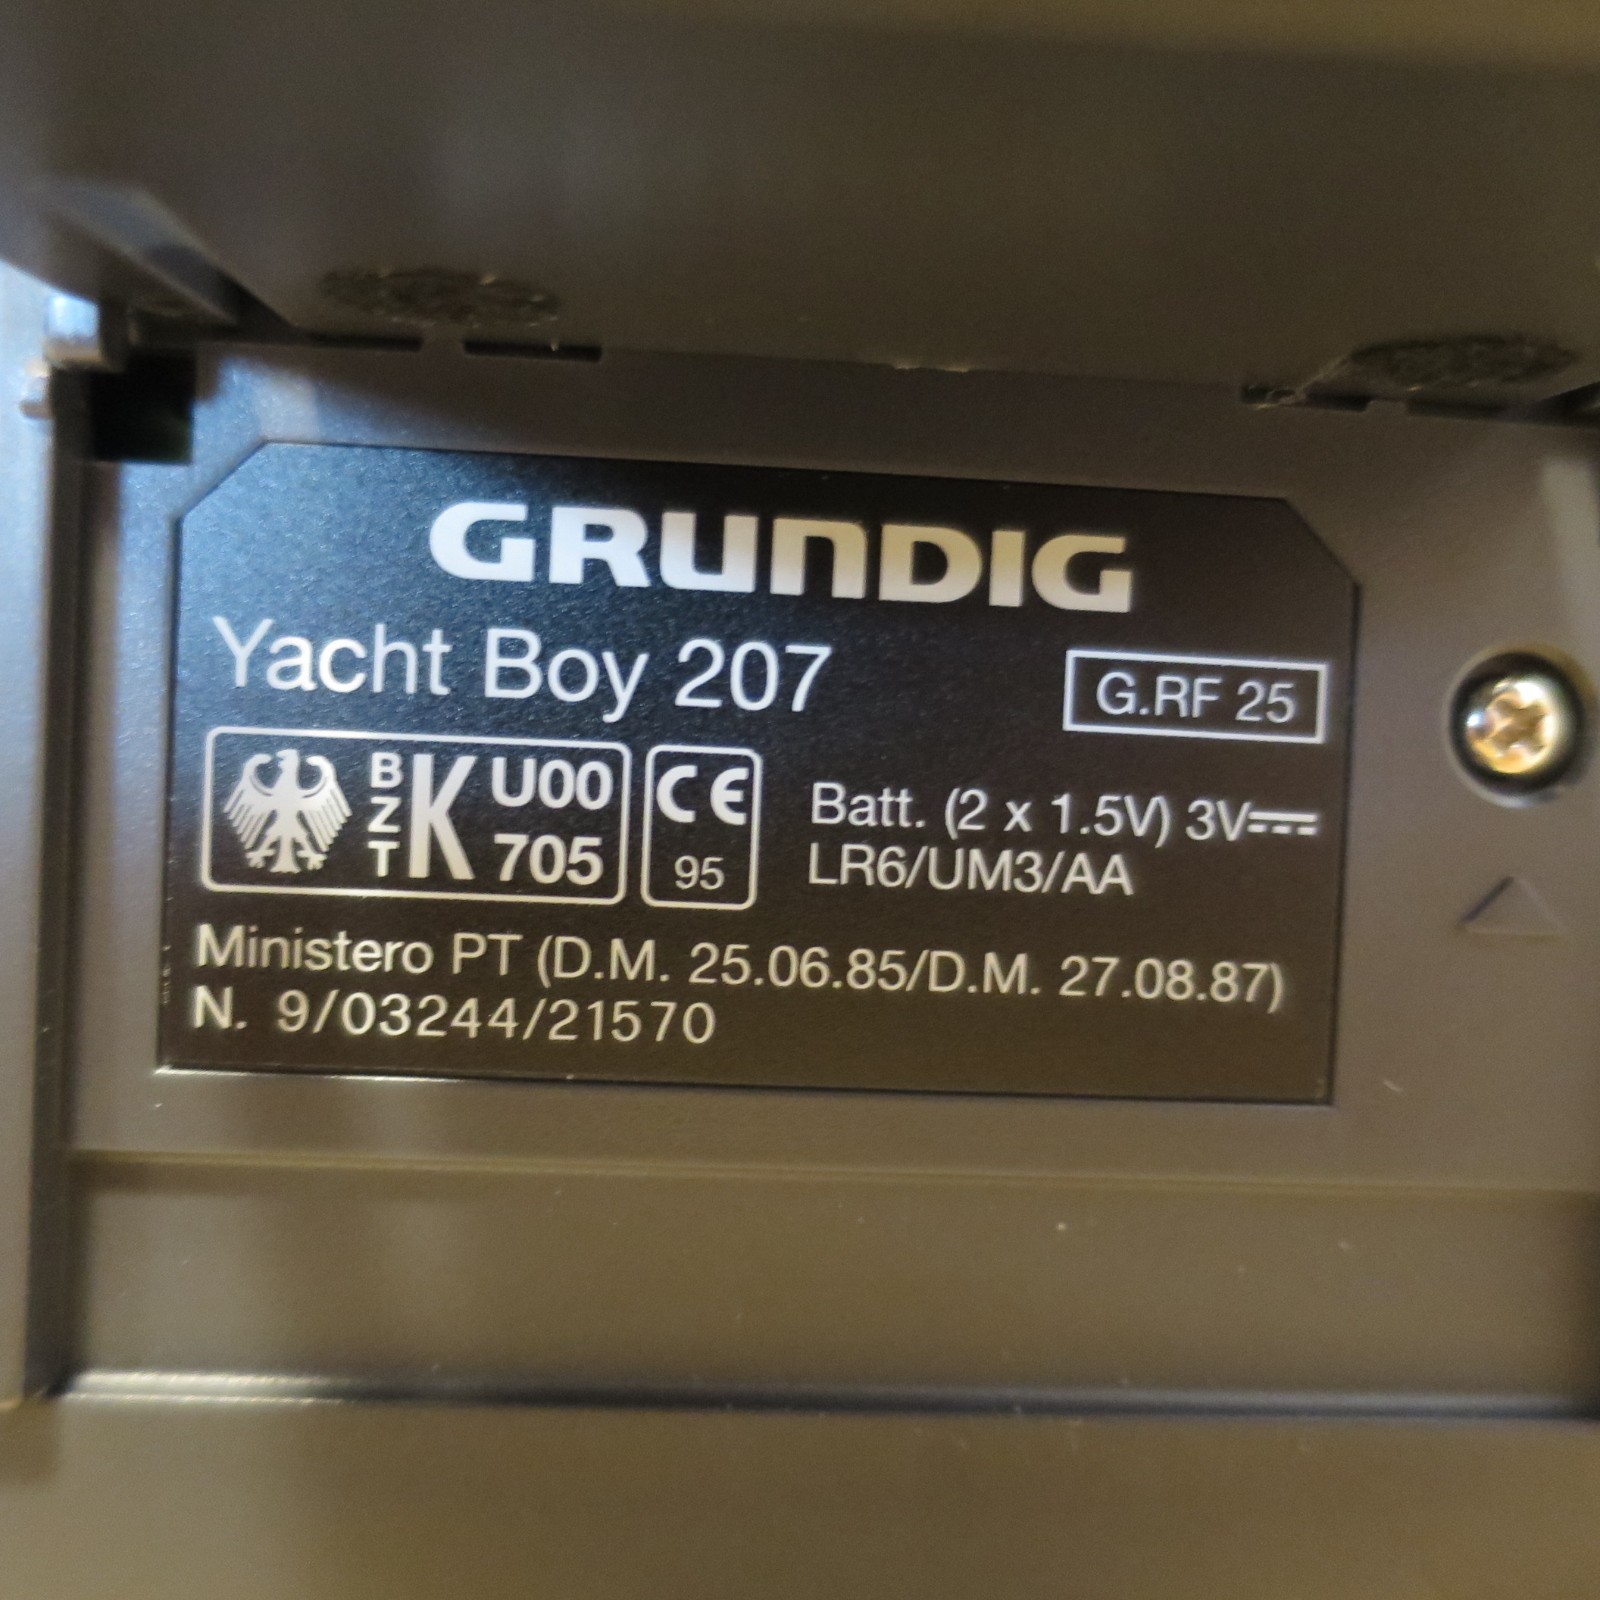 GRUNDIG
Yacht Boy 207
G.RF 25
BZT K U00 705
CE 95
Batt. (2 x 1.5V) 3V
LR6/UM3/AA
Ministero PT (D.M. 25.06.85/D.M. 27.08.87)
N. 9/03244/21570